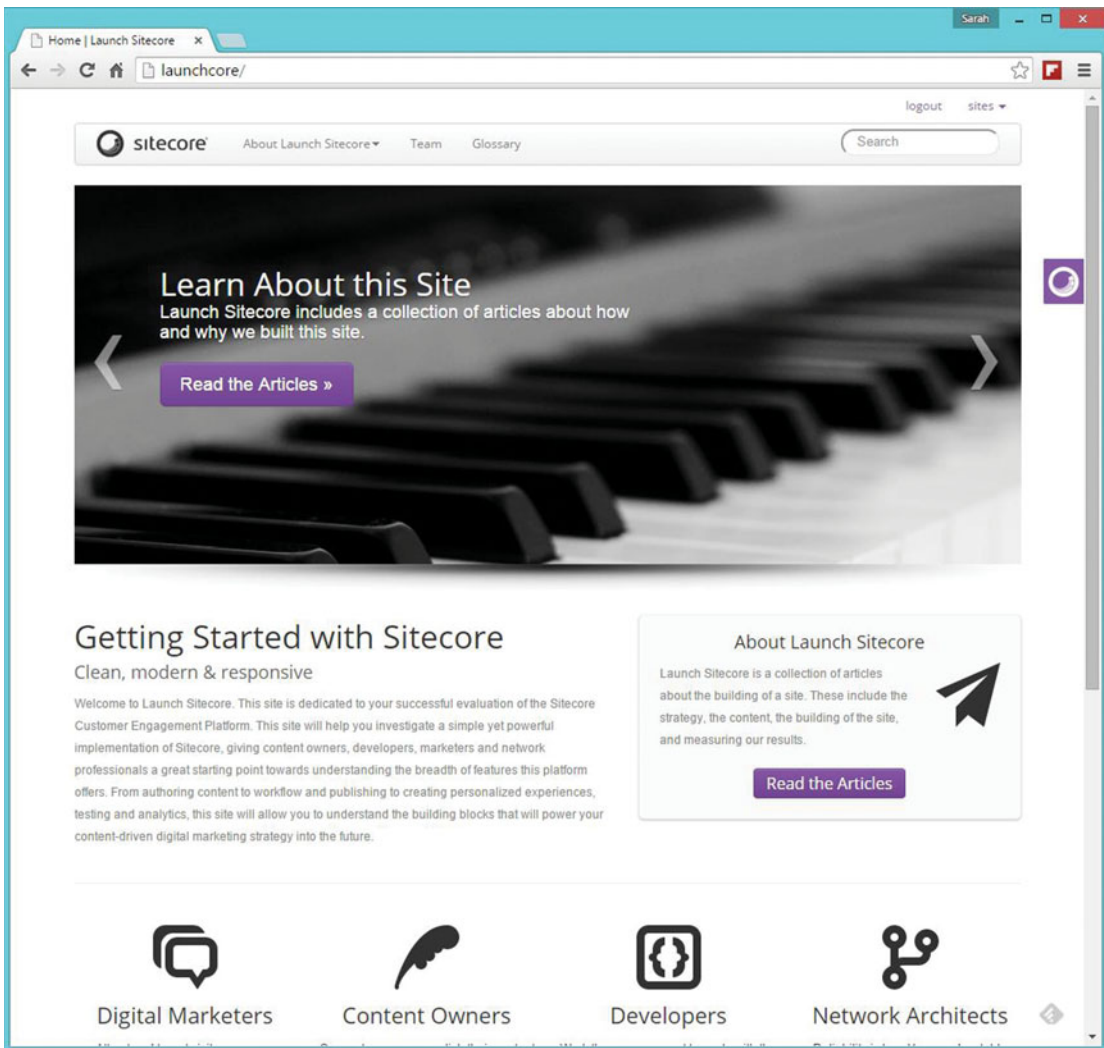 Sarah
Home | Launch Sitecore
launchcore/
logout sites
sitecore About Launch Sitecore Team Glossary Search
Learn About this Site
Launch Sitecore includes a collection of articles about how
and why we built this site.
Read the Articles »
Getting Started with Sitecore
Clean, modern & responsive
Welcome to Launch Sitecore. This site is dedicated to your successful evaluation of the Sitecore
Customer Engagement Platform. This site will help you investigate a simple yet powerful
implementation of Sitecore, giving content owners, developers, marketers and network
professionals a great starting point towards understanding the breadth of features this platform
offers. From authoring content to workflow and publishing to creating personalized experiences,
testing and analytics, this site will allow you to understand the building blocks that will power your
content-driven digital marketing strategy into the future.
About Launch Sitecore
Launch Sitecore is a collection of articles
about the building of a site. These include the
strategy, the content, the building of the site,
and measuring our results.
Read the Articles
Digital Marketers Content Owners Developers Network Architects